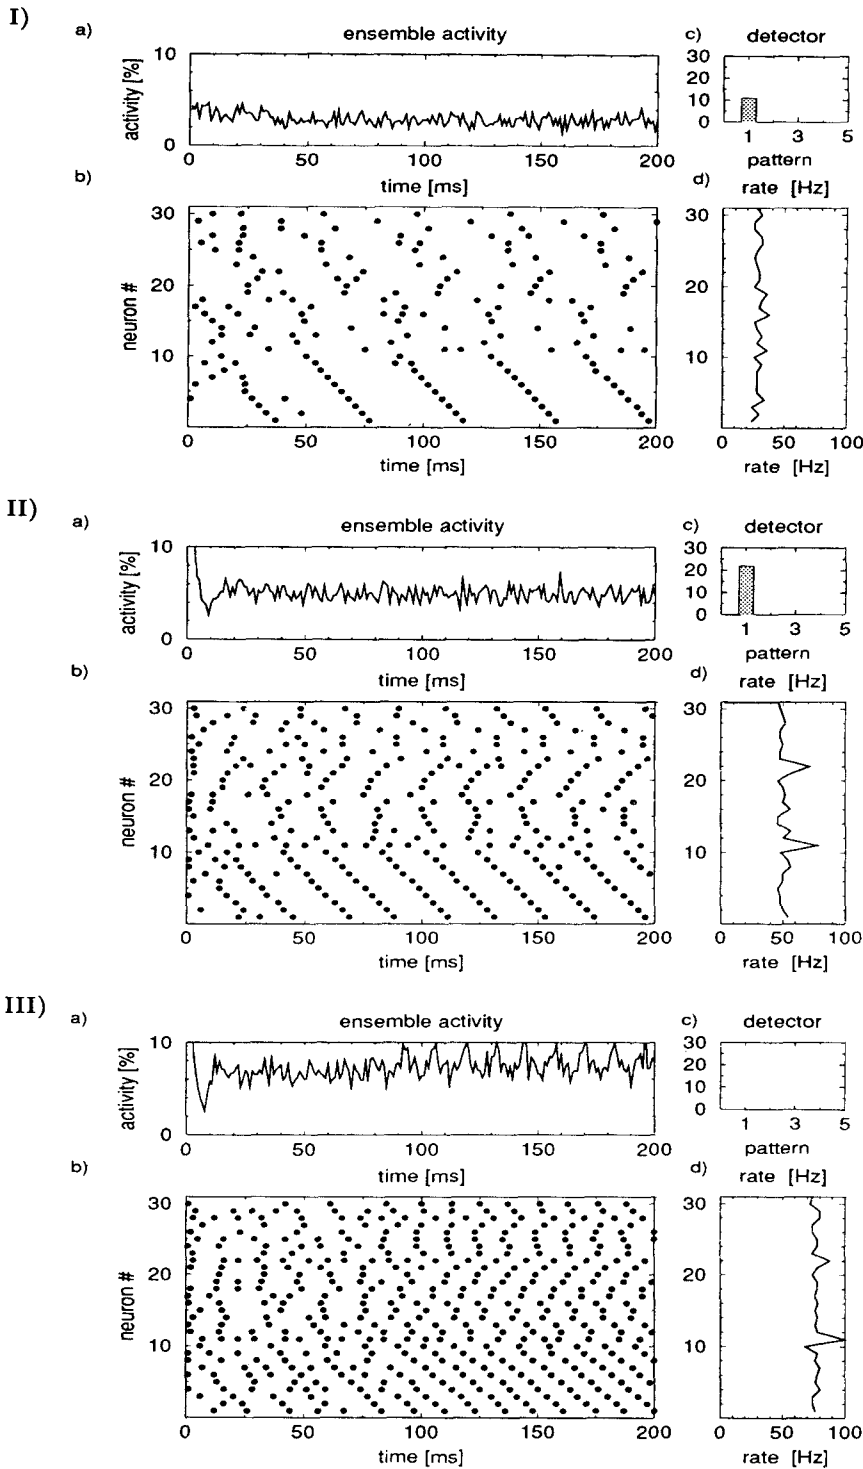 I)
a)
ensemble activity
c)
detector
activity [%]
10
0
0 50 100 150 200
time [ms]
30
20
10
0
1 3 5
pattern
b)
neuron #
30
20
10
0 50 100 150 200
time [ms]
d)
rate [Hz]
30
20
10
0 50 100
rate [Hz]
II)
a)
ensemble activity
c)
detector
activity [%]
10
0
0 50 100 150 200
time [ms]
30
20
10
0
1 3 5
pattern
b)
neuron #
30
20
10
0 50 100 150 200
time [ms]
d)
rate [Hz]
30
20
10
0 50 100
rate [Hz]
III)
a)
ensemble activity
c)
detector
activity [%]
10
0
0 50 100 150 200
time [ms]
30
20
10
0
1 3 5
pattern
b)
neuron #
30
20
10
0 50 100 150 200
time [ms]
d)
rate [Hz]
30
20
10
0 50 100
rate [Hz]